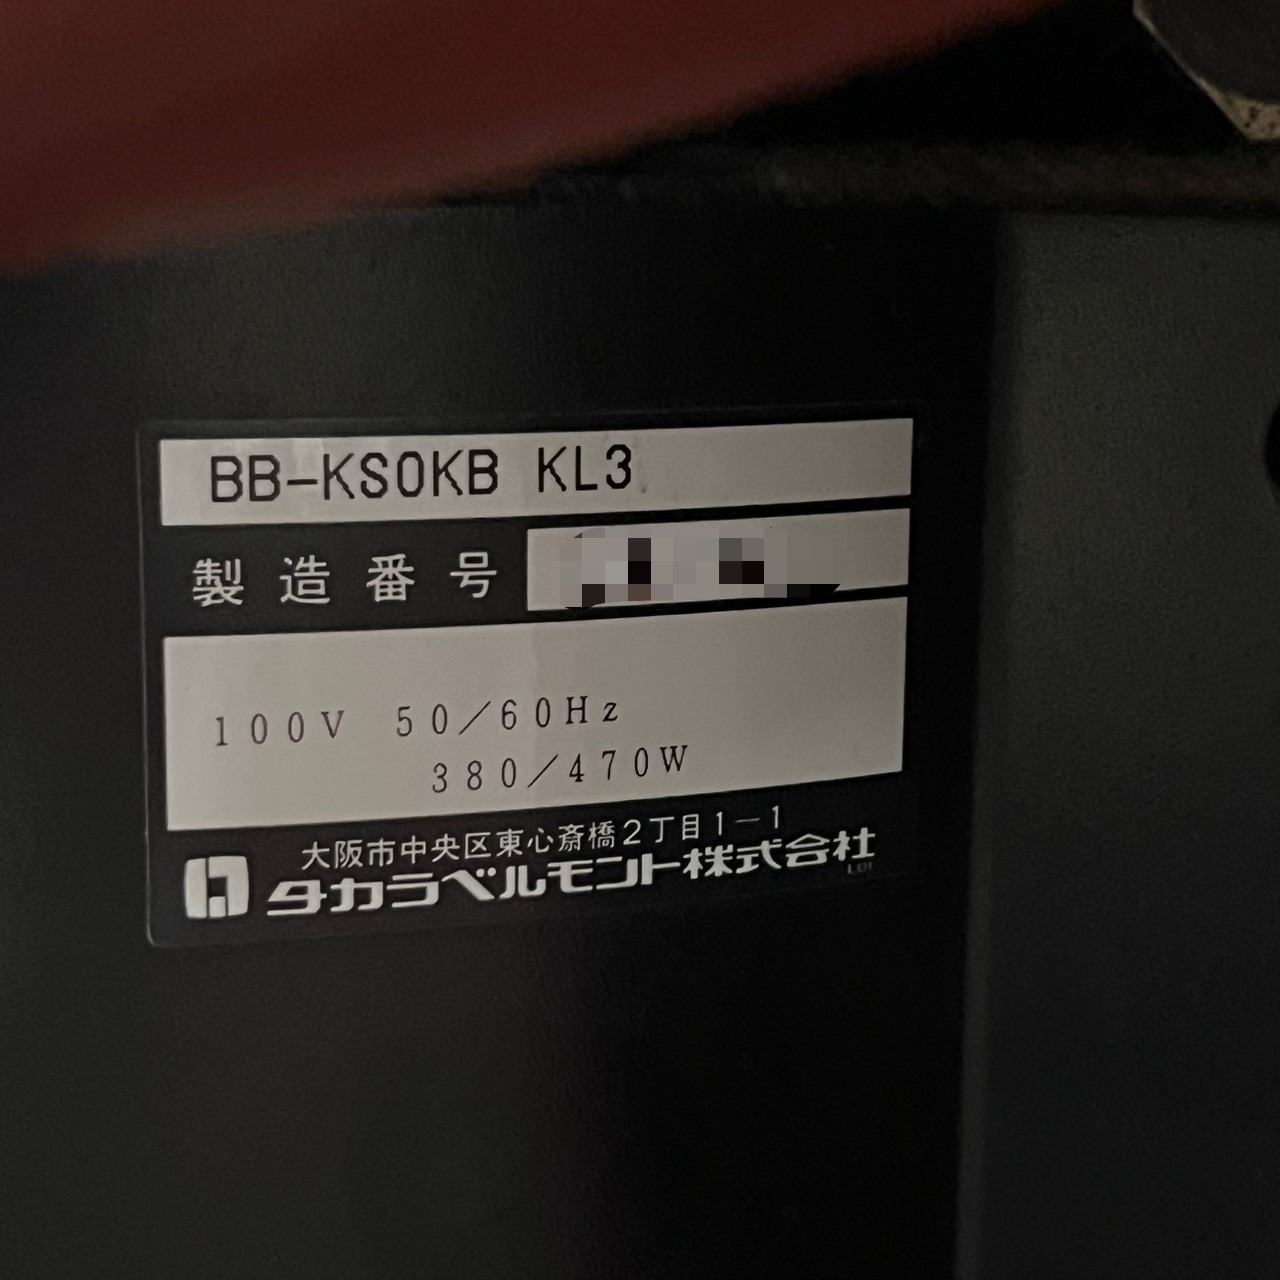 BB-KS0KB KL3
製造番号
100V 50/60Hz
380/470W
大阪市中央区東心斎橋2丁目1-1
タカラベルモント株式会社
L01